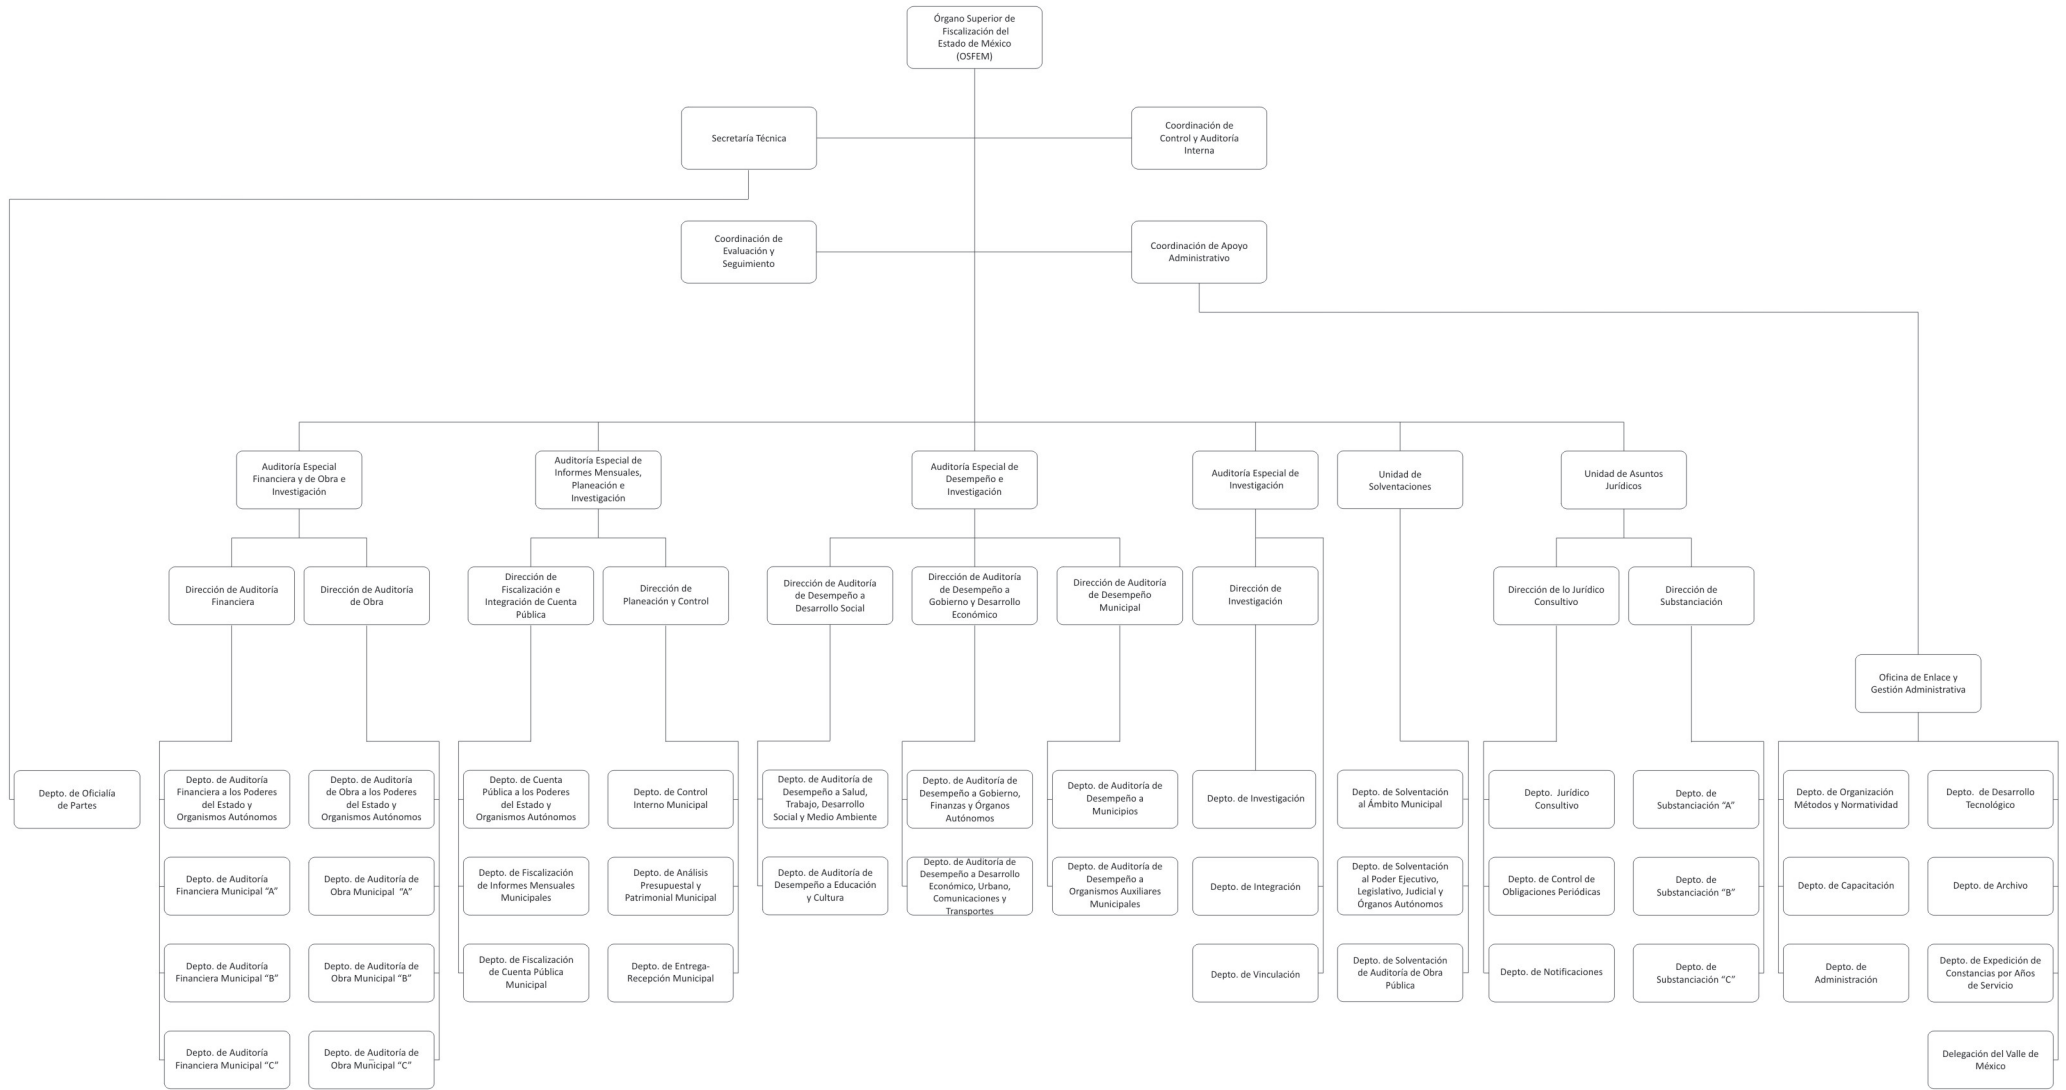 Órgano Superior de
Fiscalización del
Estado de México
(OSFEM)
Secretaría Técnica
Coordinación de
Control y Auditoría
Interna
Coordinación de
Evaluación y
Seguimiento
Coordinación de Apoyo
Administrativo
Auditoría Especial
Financiera y de Obra e
Investigación
Auditoría Especial de
Informes Mensuales,
Planeación e
Investigación
Auditoría Especial de
Desempeño e
Investigación
Auditoría Especial de
Investigación
Unidad de
Solventaciones
Unidad de Asuntos
Jurídicos
Dirección de Auditoría
Financiera
Dirección de Auditoría
de Obra
Dirección de
Fiscalización e
Integración de Cuenta
Pública
Dirección de
Planeación y Control
Dirección de Auditoría
de Desempeño a
Desarrollo Social
Dirección de Auditoría
de Desempeño a
Gobierno y Desarrollo
Económico
Dirección de Auditoría
de Desempeño
Municipal
Dirección de
Investigación
Dirección de lo Jurídico
Consultivo
Dirección de
Substanciación
Oficina de Enlace y
Gestión Administrativa
Depto. de Oficialía
de Partes
Depto. de Auditoría
Financiera a los Poderes
del Estado y
Organismos Autónomos
Depto. de Auditoría
de Obra a los Poderes
del Estado y
Organismos Autónomos
Depto. de Cuenta
Pública a los Poderes
del Estado y
Organismos Autónomos
Depto. de Control
Interno Municipal
Depto. de Auditoría de
Desempeño a Salud,
Trabajo, Desarrollo
Social y Medio Ambiente
Depto. de Auditoría de
Desempeño a Gobierno,
Finanzas y Órganos
Autónomos
Depto. de Auditoría de
Desempeño a
Municipios
Depto. de Investigación
Depto. de Solventación
al Ámbito Municipal
Depto. Jurídico
Consultivo
Depto. de
Substanciación “A”
Depto. de Organización
Métodos y Normatividad
Depto. de Desarrollo
Tecnológico
Depto. de Auditoría
Financiera Municipal “A”
Depto. de Auditoría de
Obra Municipal “A”
Depto. de Fiscalización
de Informes Mensuales
Municipales
Depto. de Análisis
Presupuestal y
Patrimonial Municipal
Depto. de Auditoría de
Desempeño a Educación
y Cultura
Depto. de Auditoría de
Desempeño a Desarrollo
Económico, Urbano,
Comunicaciones y
Transportes
Depto. de Auditoría de
Desempeño a
Organismos Auxiliares
Municipales
Depto. de Integración
Depto. de Solventación
al Poder Ejecutivo,
Legislativo, Judicial y
Órganos Autónomos
Depto. de Control de
Obligaciones Periódicas
Depto. de
Substanciación “B”
Depto. de Capacitación
Depto. de Archivo
Depto. de Auditoría
Financiera Municipal “B”
Depto. de Auditoría de
Obra Municipal “B”
Depto. de Fiscalización
de Cuenta Pública
Municipal
Depto. de Entrega-
Recepción Municipal
Depto. de Vinculación
Depto. de Solventación
de Auditoría de Obra
Pública
Depto. de Notificaciones
Depto. de
Substanciación “C”
Depto. de
Administración
Depto. de Expedición de
Constancias por Años
de Servicio
Depto. de Auditoría
Financiera Municipal “C”
Depto. de Auditoría de
Obra Municipal “C”
Delegación del Valle de
México